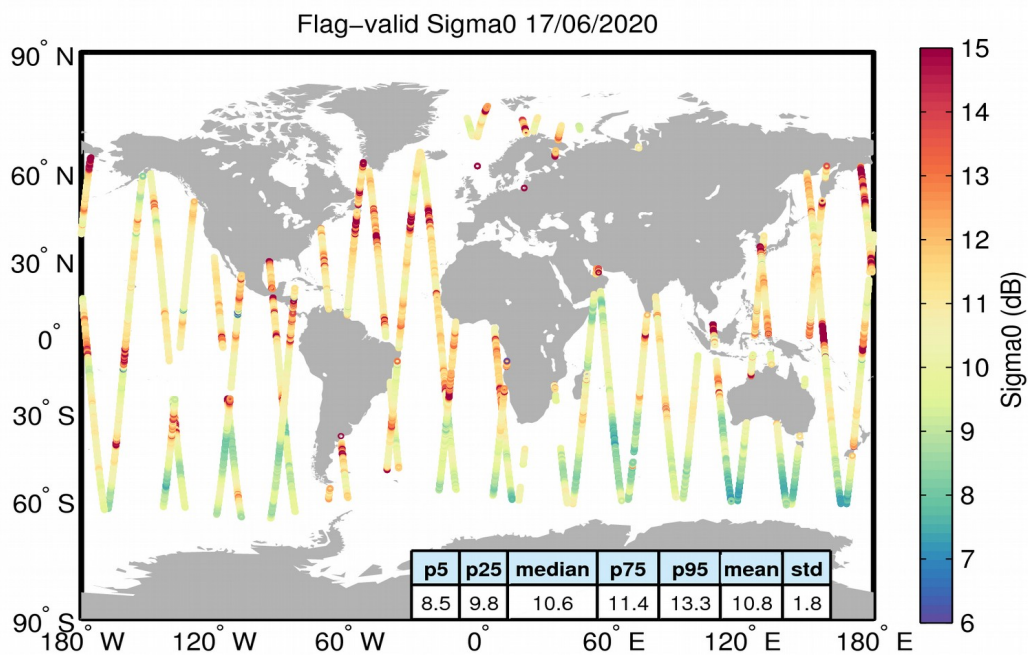 Flag−valid Sigma0 17/06/2020
90° N
60° N
30° N
0°
30° S
60° S
90° S
180° W
120° W
60° W
0°
60° E
120° E
180° E
15
14
13
12
11
10
9
8
7
6
Sigma0 (dB)
p5 p25 median p75 p95 mean std
8.5 9.8 10.6 11.4 13.3 10.8 1.8